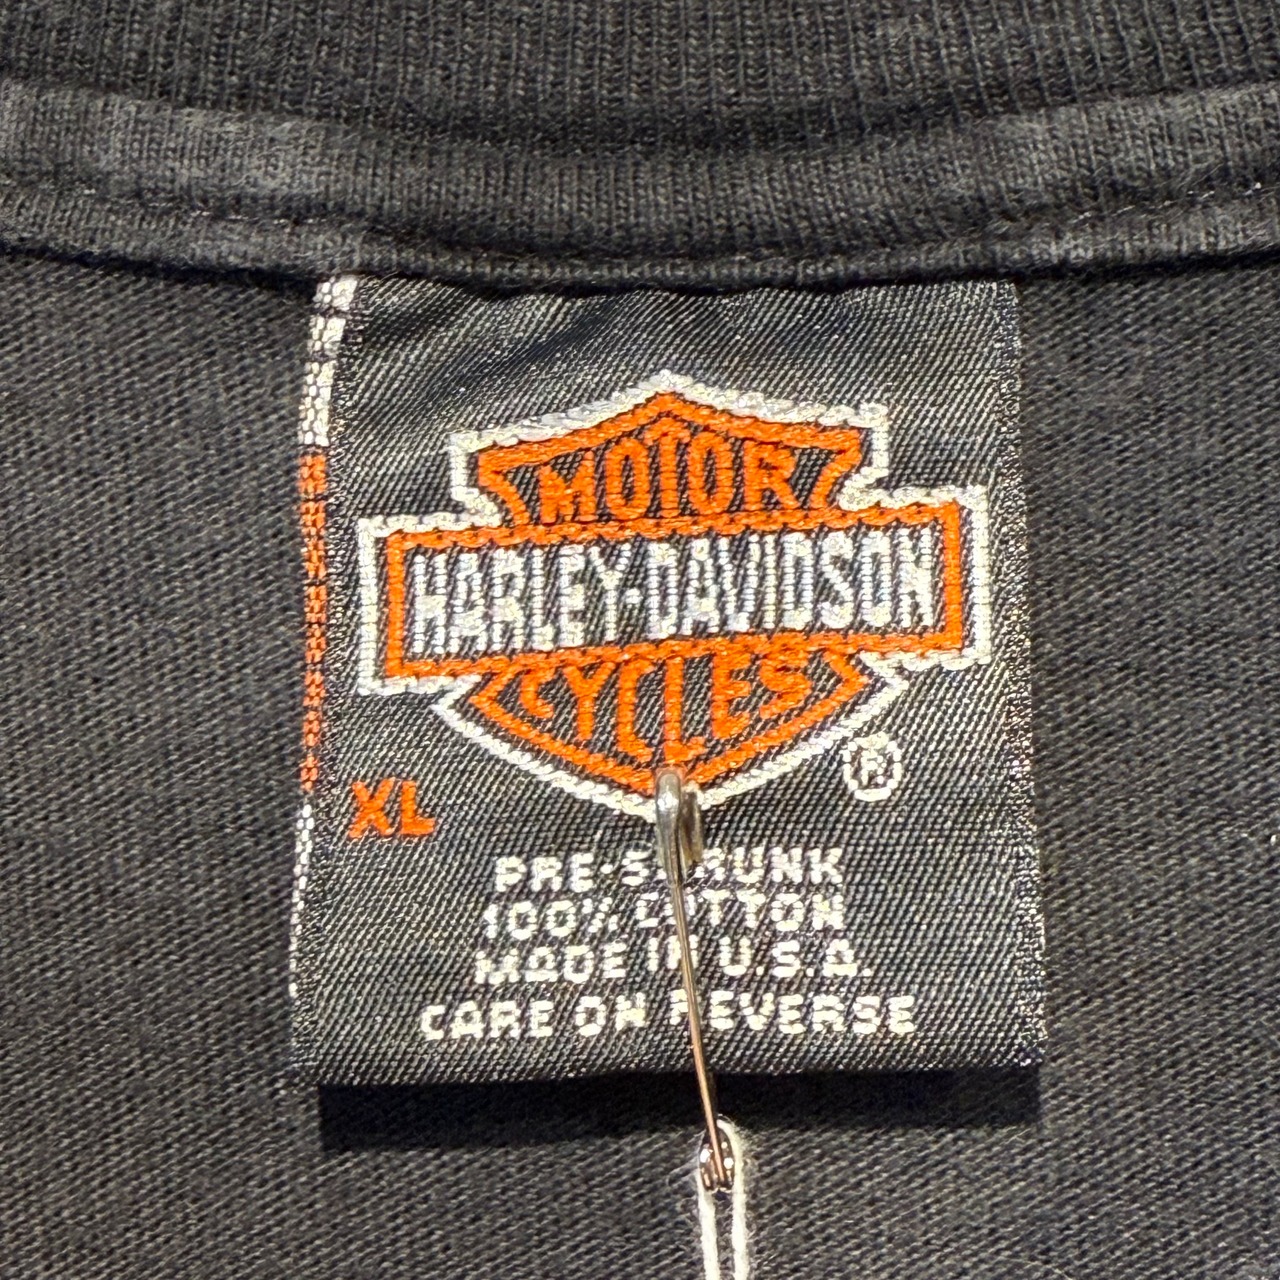 MOTOR
HARLEY-DAVIDSON
CYCLES
®
XL
PRE-SHRUNK
100% COTTON
MADE IN U.S.A.
CARE ON REVERSE